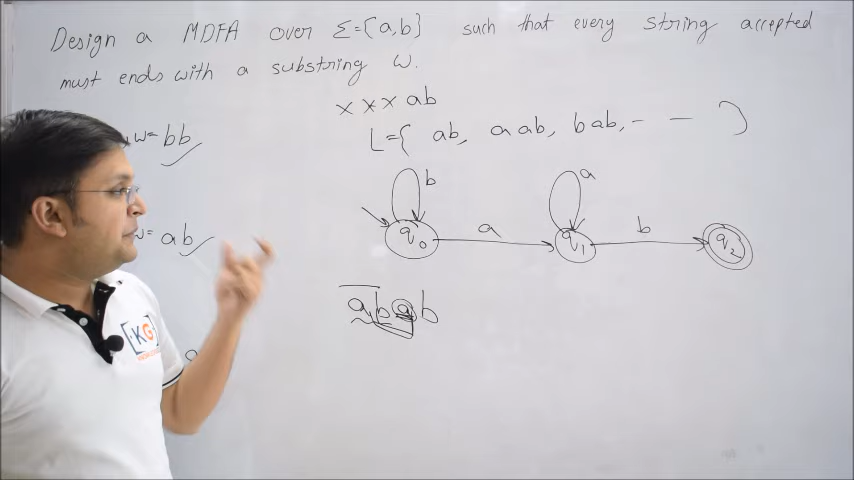 Design a MDFA over Σ={a,b} such that every string accepted
must ends with a substring w.
x x x ab
w= bb
L={ ab, aab, bab, - - }
b
a
q0
a
q1
b
q2
w= ab
abab
KG